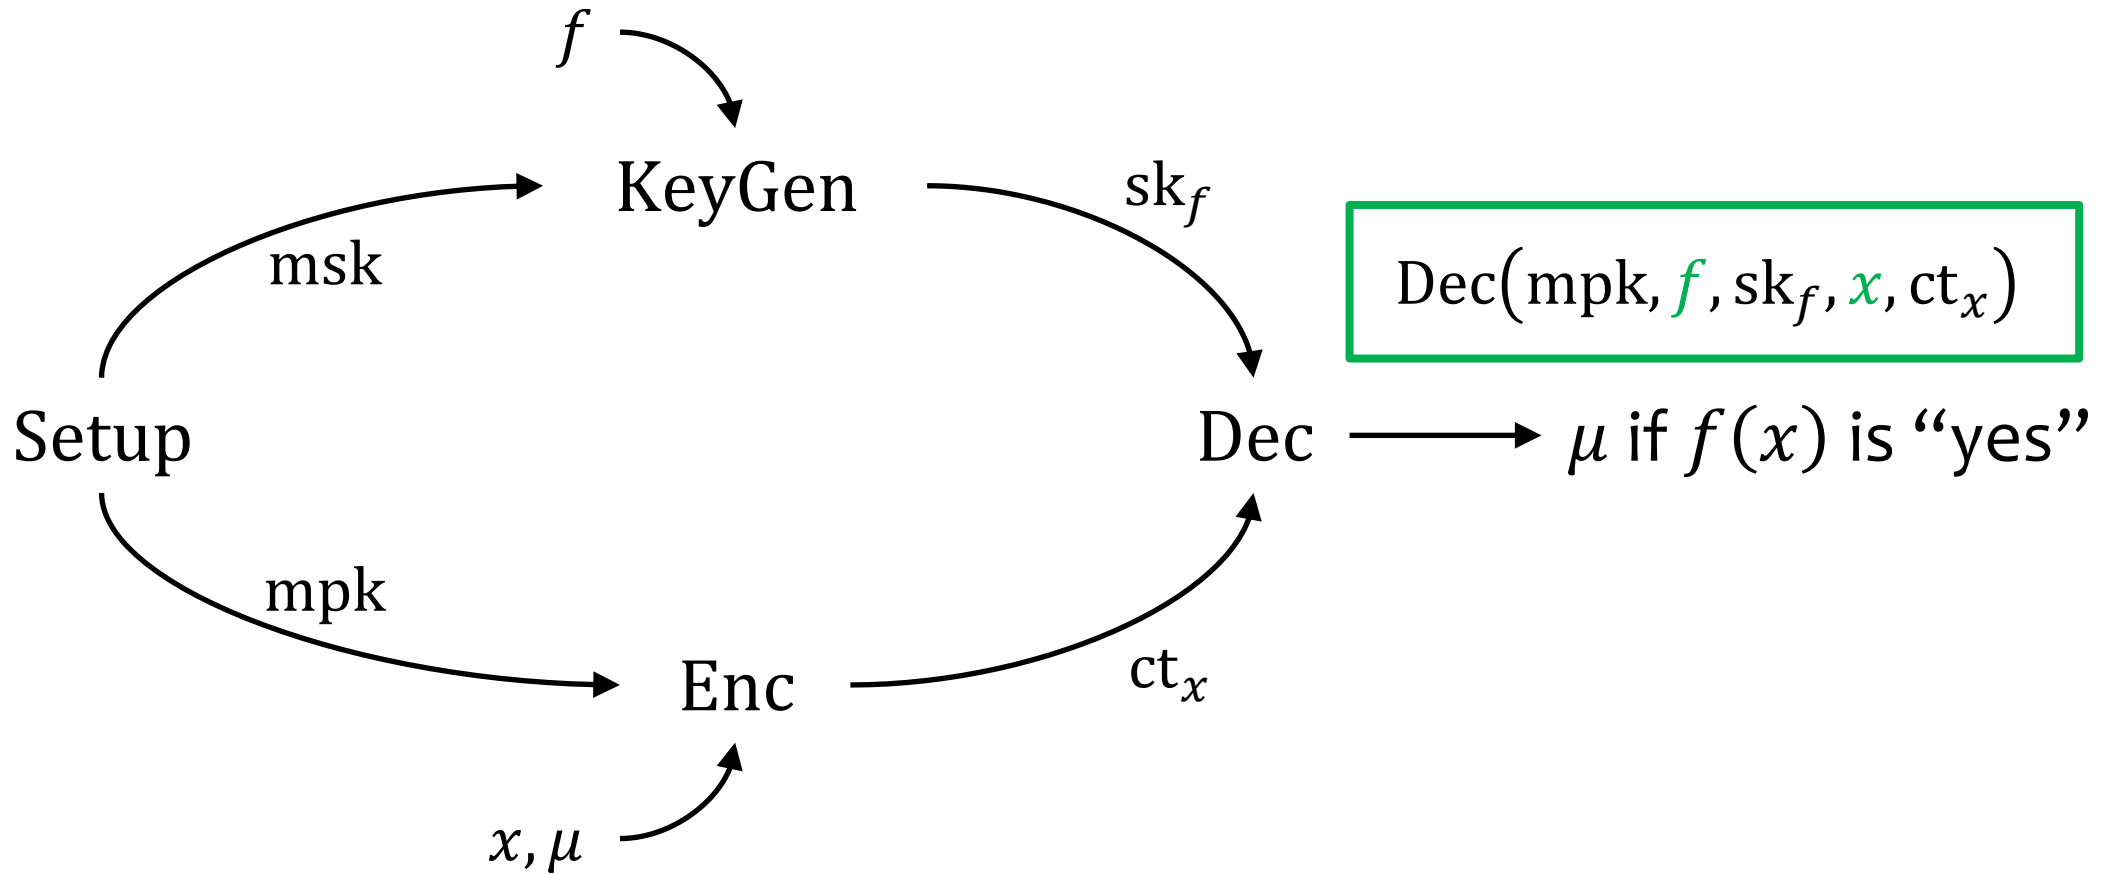 f
KeyGen
sk_f
msk
Dec(mpk, f, sk_f, x, ct_x)
Setup
Dec
μ if f(x) is “yes”
mpk
Enc
ct_x
x, μ